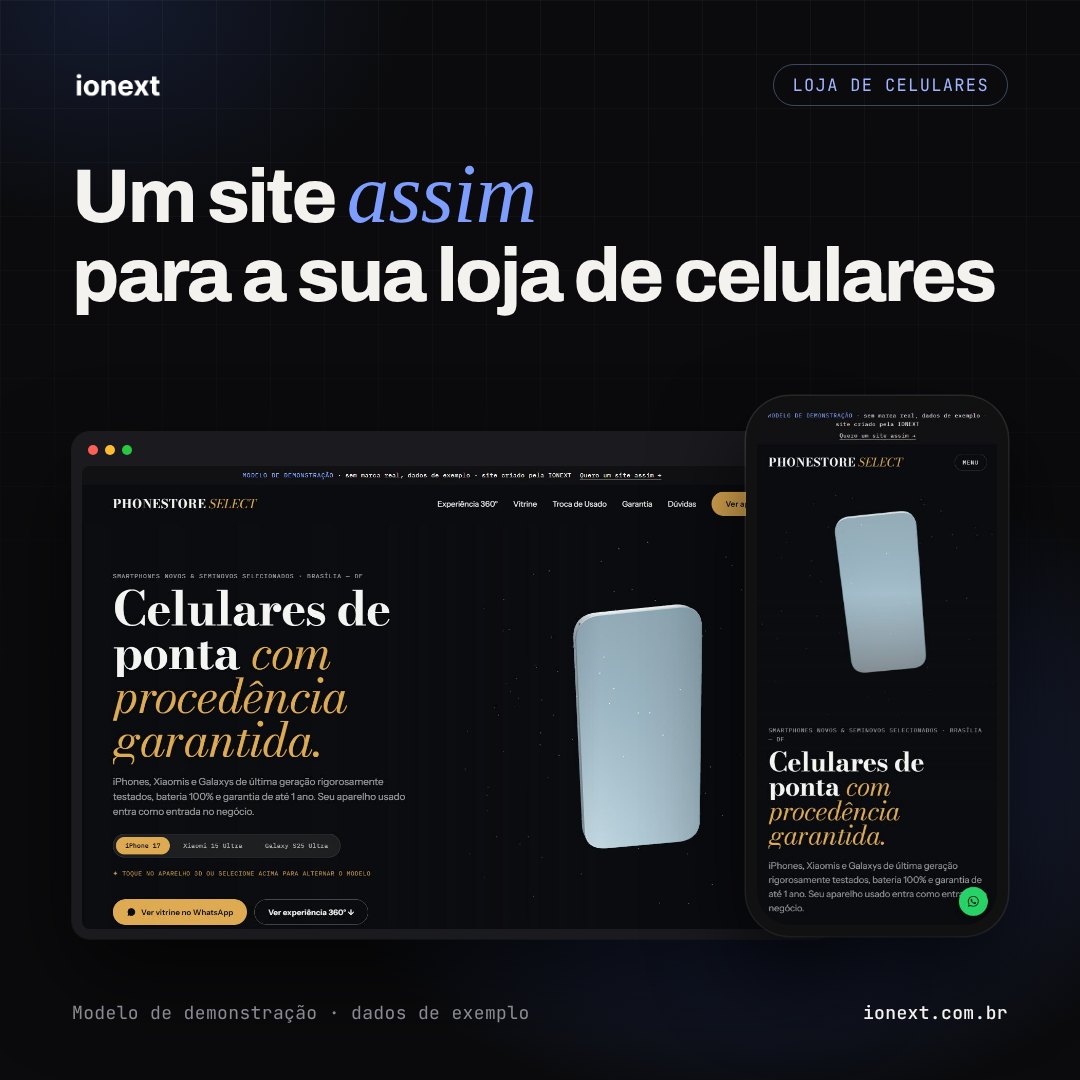 ionext
LOJA DE CELULARES
Um site assim
para a sua loja de celulares
MODELO DE DEMONSTRAÇÃO · sem marca real, dados de exemplo · site criado pela IONEXT Quero um site assim →
PHONESTORE SELECT
Experiência 360° Vitrine Troca de Usado Garantia Dúvidas Ver ap
SMARTPHONES NOVOS & SEMINOVOS SELECIONADOS · BRASÍLIA — DF
Celulares de
ponta com
procedência
garantida.
iPhones, Xiaomis e Galaxys de última geração rigorosamente
testados, bateria 100% e garantia de até 1 ano. Seu aparelho usado
entra como entrada no negócio.
iPhone 17 Xiaomi 15 Ultra Galaxy S25 Ultra
✦ TOQUE NO APARELHO 3D OU SELECIONE ACIMA PARA ALTERNAR O MODELO
Ver vitrine no WhatsApp Ver experiência 360° ↓
MODELO DE DEMONSTRAÇÃO · sem marca real, dados de exemplo ·
site criado pela IONEXT
Quero um site assim →
PHONESTORE SELECT MENU
SMARTPHONES NOVOS & SEMINOVOS SELECIONADOS · BRASÍLIA
— DF
Celulares de
ponta com
procedência
garantida.
iPhones, Xiaomis e Galaxys de última geração
rigorosamente testados, bateria 100% e garantia de
até 1 ano. Seu aparelho usado entra como entrada no
negócio.
Modelo de demonstração · dados de exemplo
ionext.com.br